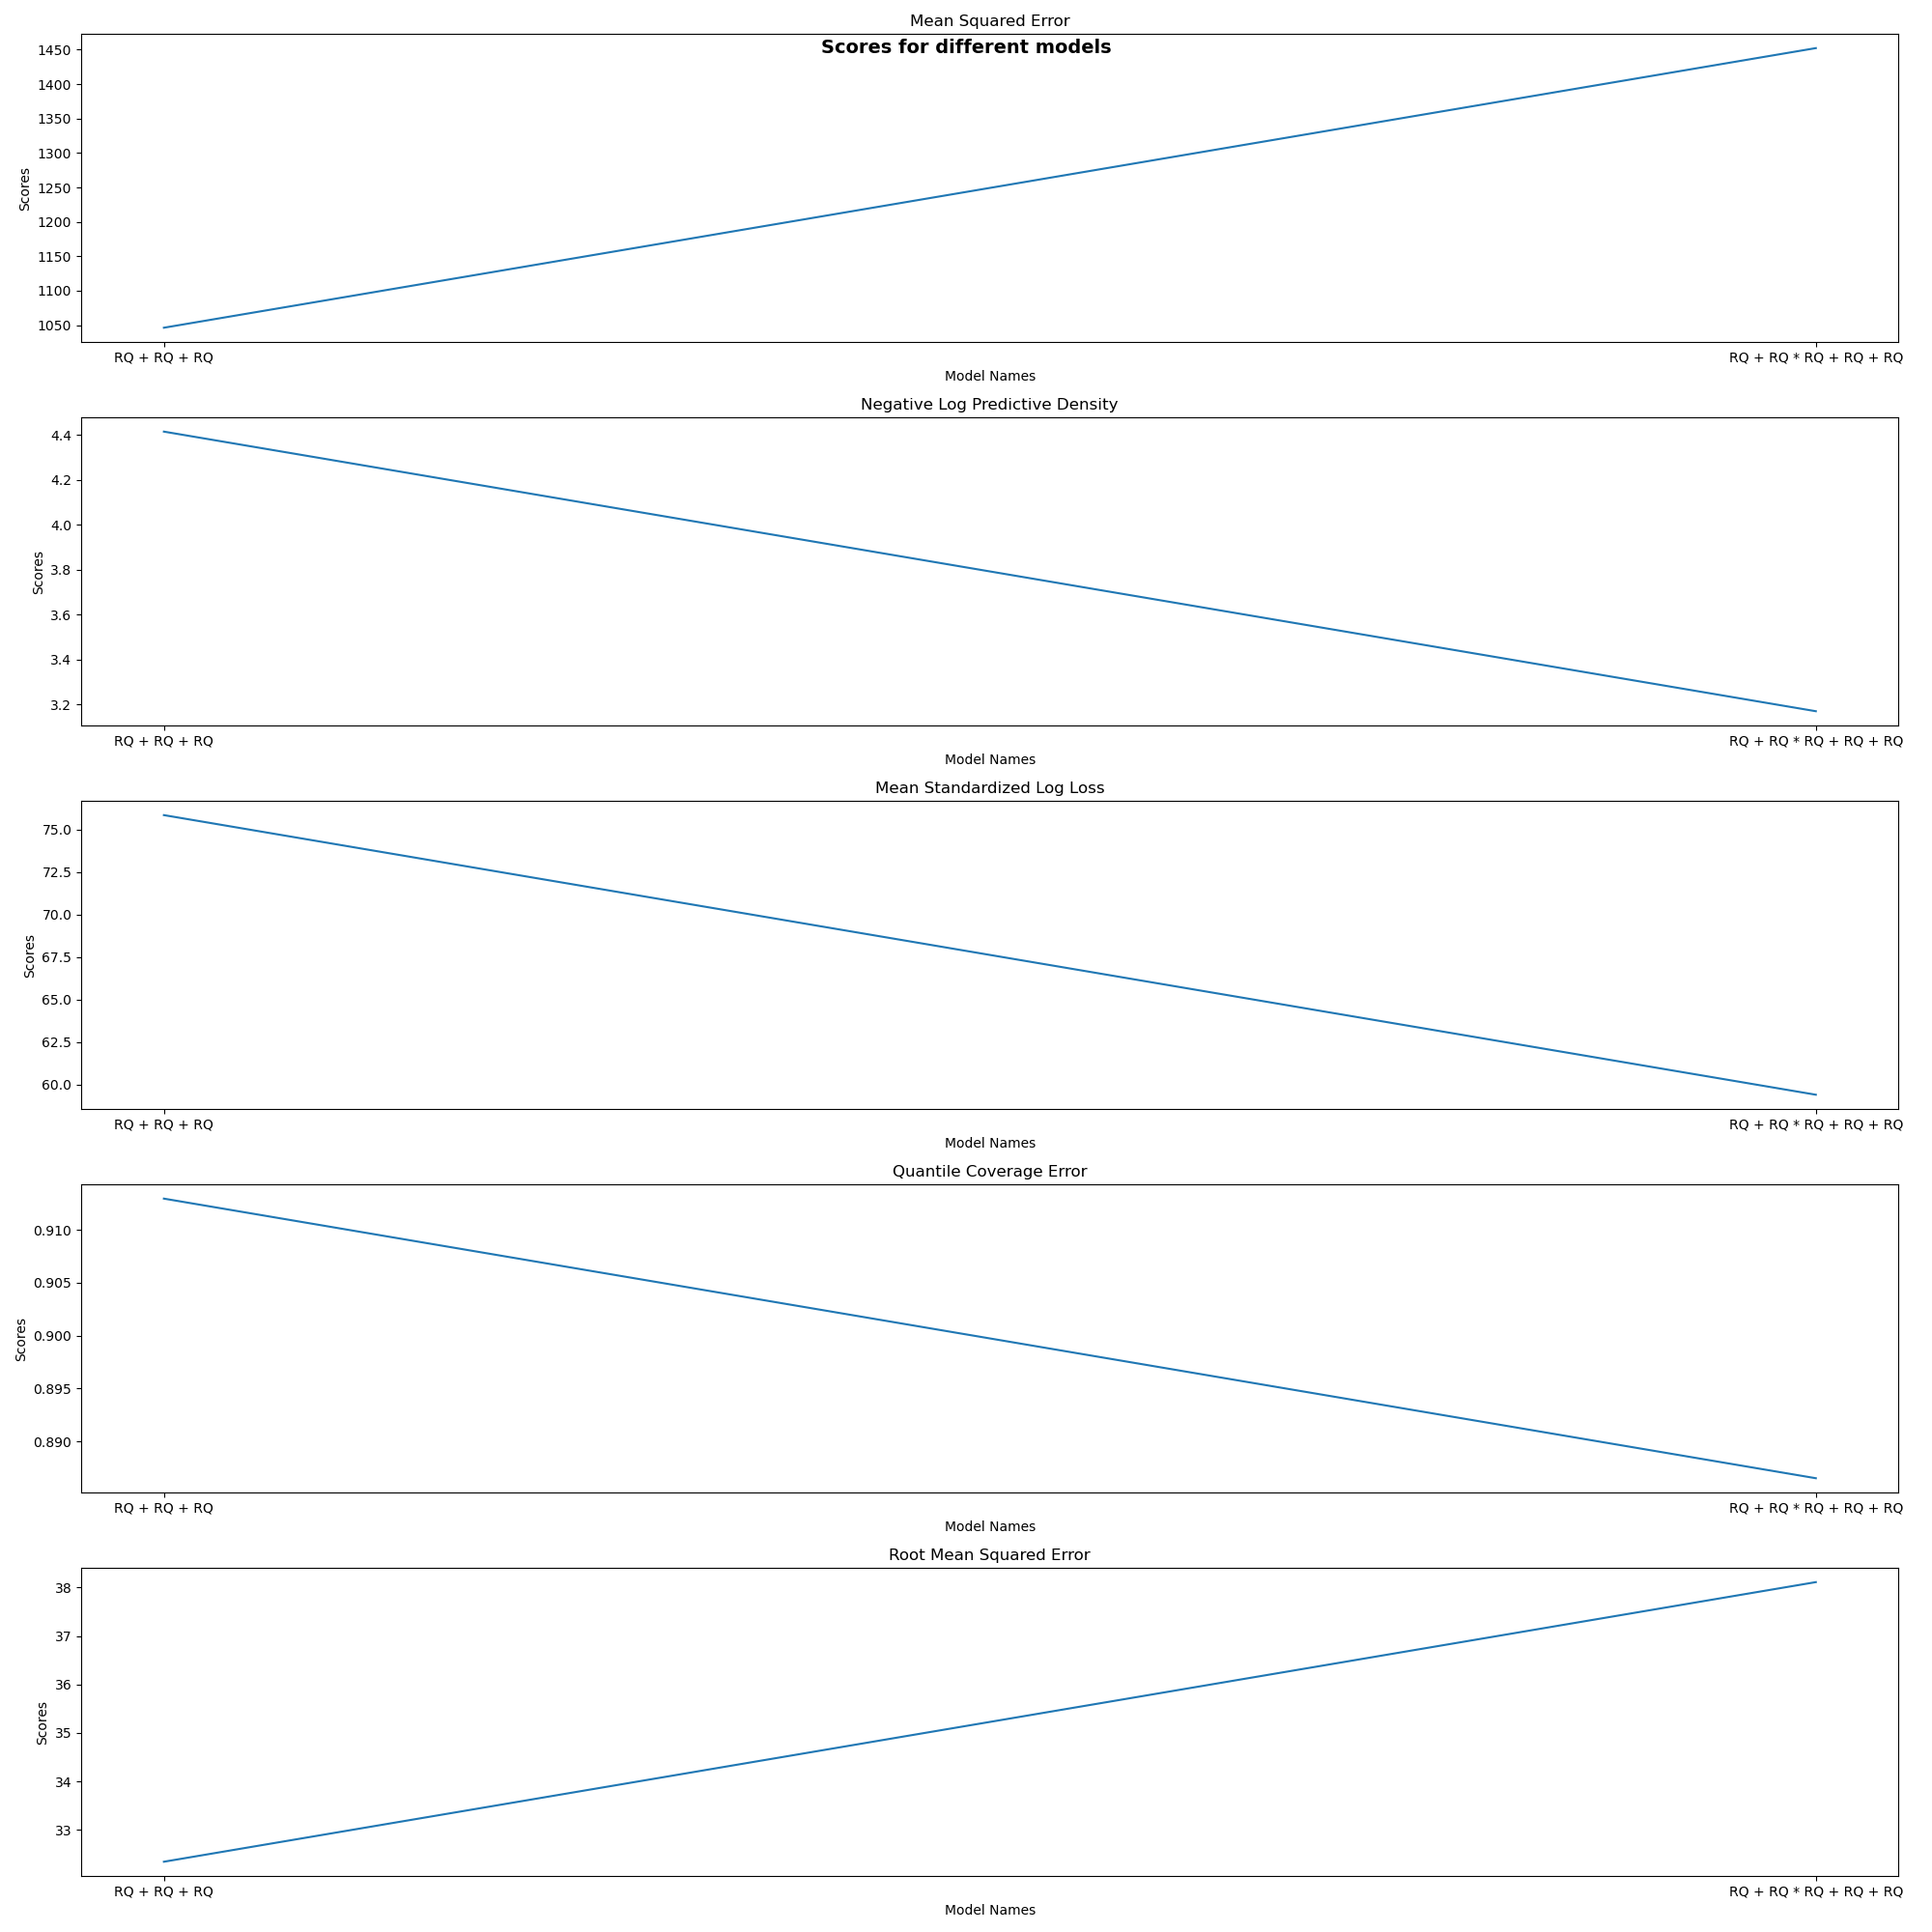 Mean Squared Error
Scores for different models
1450
1400
1350
1300
1250
1200
1150
1100
1050
Scores
RQ + RQ + RQ
RQ + RQ * RQ + RQ + RQ
Model Names
Negative Log Predictive Density
4.4
4.2
4.0
3.8
3.6
3.4
3.2
Scores
RQ + RQ + RQ
RQ + RQ * RQ + RQ + RQ
Model Names
Mean Standardized Log Loss
75.0
72.5
70.0
67.5
65.0
62.5
60.0
Scores
RQ + RQ + RQ
RQ + RQ * RQ + RQ + RQ
Model Names
Quantile Coverage Error
0.910
0.905
0.900
0.895
0.890
Scores
RQ + RQ + RQ
RQ + RQ * RQ + RQ + RQ
Model Names
Root Mean Squared Error
38
37
36
35
34
33
Scores
RQ + RQ + RQ
RQ + RQ * RQ + RQ + RQ
Model Names